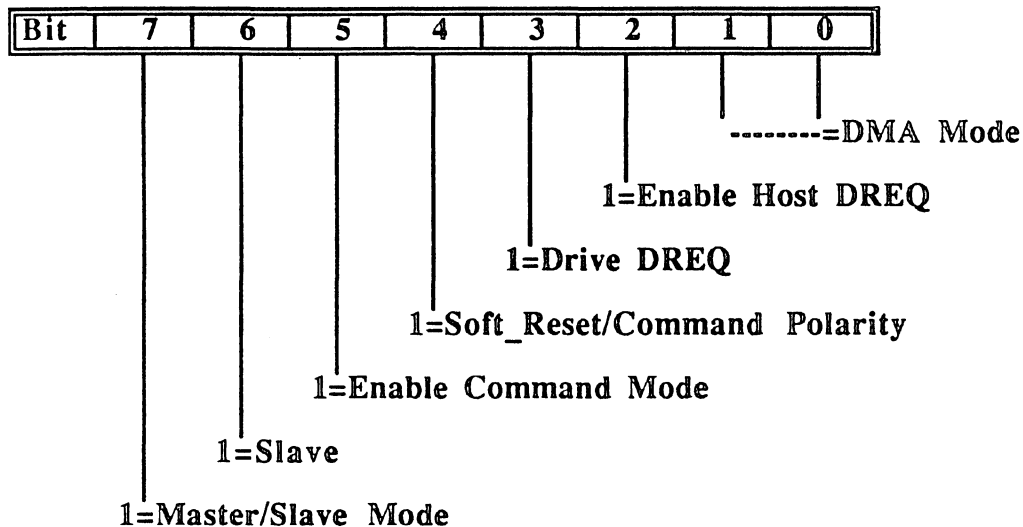 Bit 7 6 5 4 3 2 1 0
--------=DMA Mode
1=Enable Host DREQ
1=Drive DREQ
1=Soft_Reset/Command Polarity
1=Enable Command Mode
1=Slave
1=Master/Slave Mode